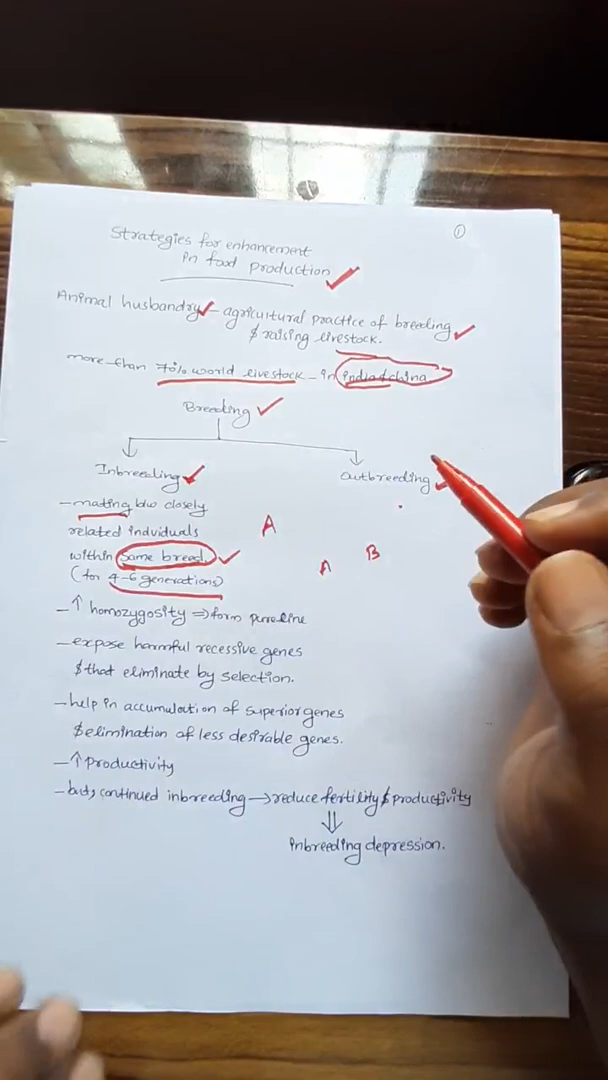 ①
Strategies for enhancement
in food production
Animal husbandry - agricultural practice of breeding
& raising livestock.
more than 70% world livestock - in India & china
Breeding
Inbreeding
outbreeding
- mating b/w closely
related individuals
within same breed.
(for 4-6 generations)
A
A B
- ↑ homozygosity ⇒ form pureline
- expose harmful recessive genes
& that eliminate by selection.
- help in accumulation of superior genes
& elimination of less desirable genes.
- ↑ productivity
- but, continued inbreeding → reduce fertility & productivity
⇓
inbreeding depression.